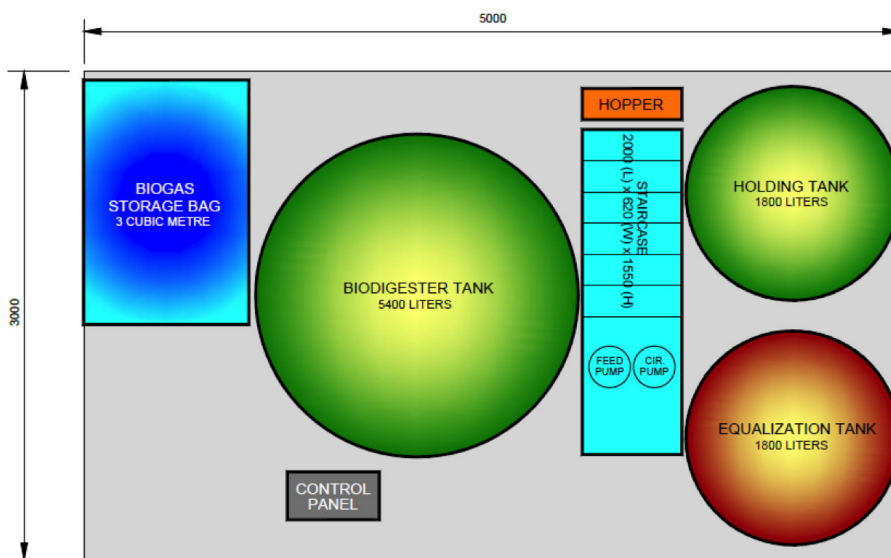 5000
3000
HOPPER
BIOGAS
STORAGE BAG
3 CUBIC METRE
STAIRCASE
2000 (L) x 620 (W) x 1550 (H)
HOLDING TANK
1800 LITERS
BIODIGESTER TANK
5400 LITERS
FEED
PUMP
CIR.
PUMP
EQUALIZATION TANK
1800 LITERS
CONTROL
PANEL